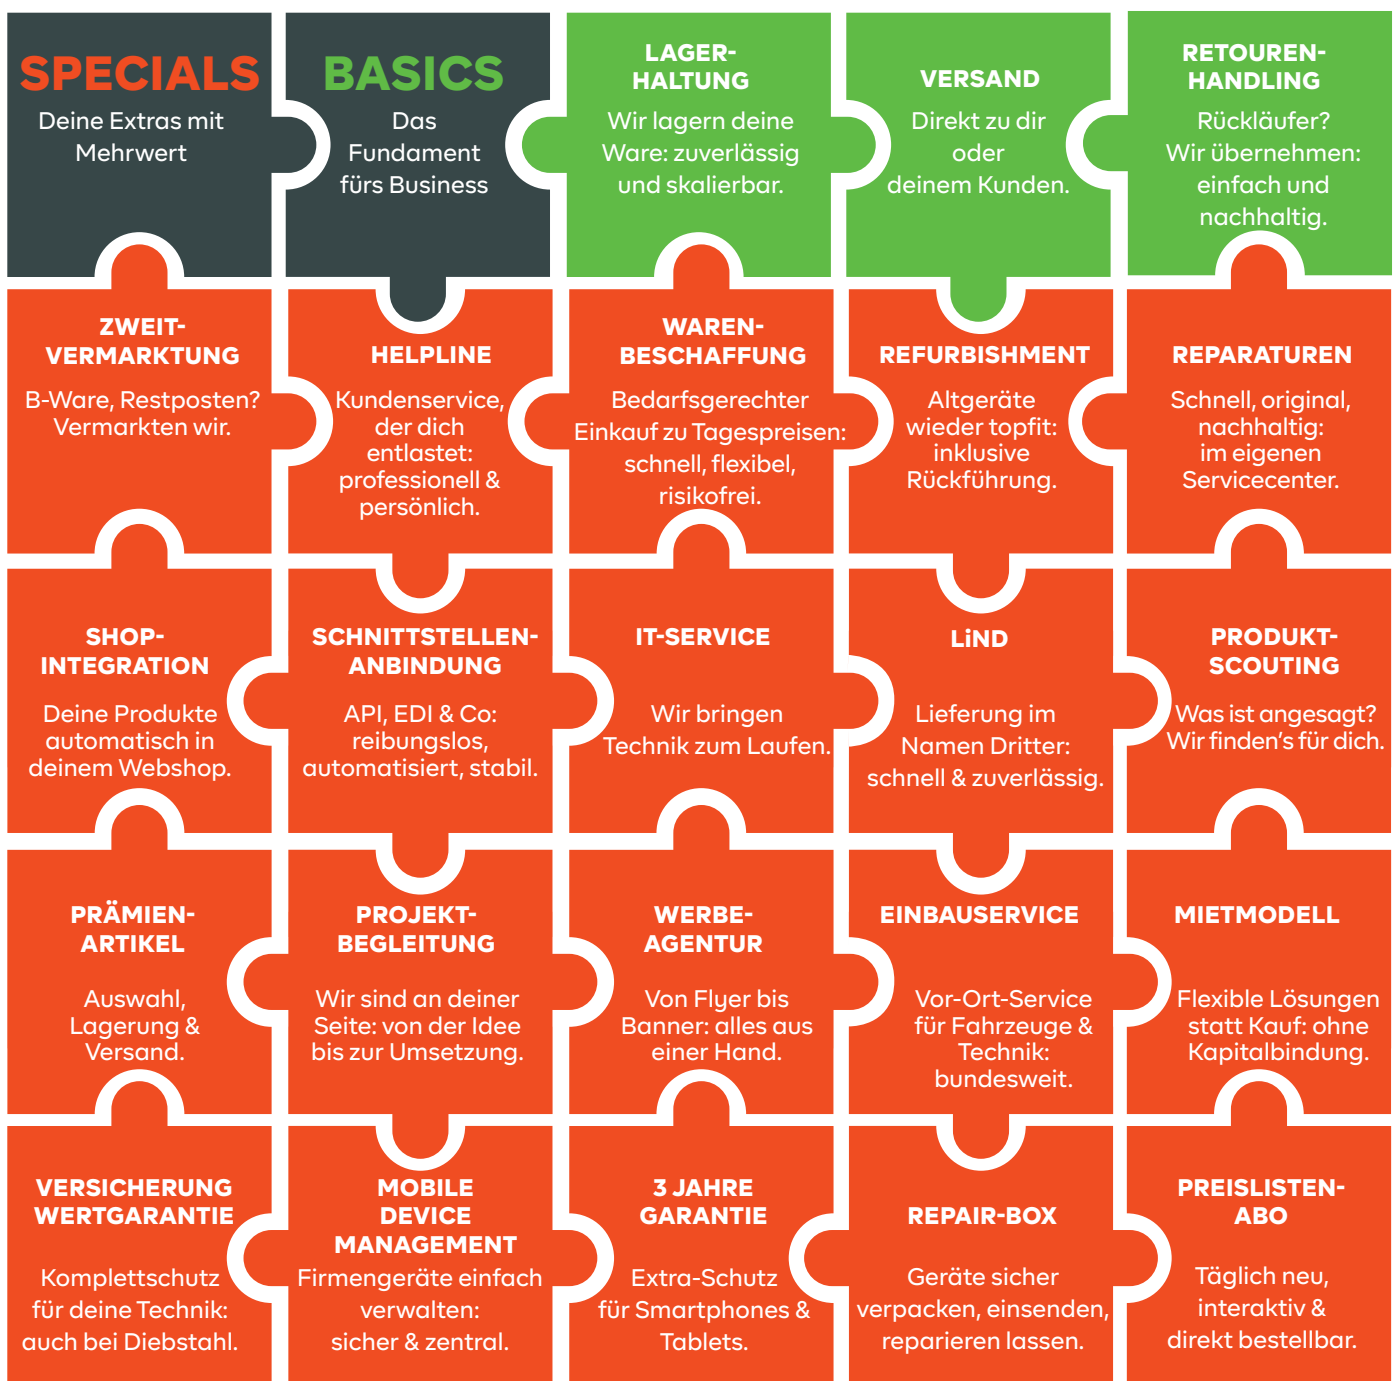 SPECIALS
Deine Extras mit
Mehrwert
BASICS
Das
Fundament
fürs Business
LAGER-
HALTUNG
Wir lagern deine
Ware: zuverlässig
und skalierbar.
VERSAND
Direkt zu dir
oder
deinem Kunden.
RETOUREN-
HANDLING
Rückläufer?
Wir übernehmen:
einfach und
nachhaltig.
ZWEIT-
VERMARKTUNG
B-Ware, Restposten?
Vermarkten wir.
HELPLINE
Kundenservice,
der dich
entlastet:
professionell &
persönlich.
WAREN-
BESCHAFFUNG
Bedarfsgerechter
Einkauf zu Tagespreisen:
schnell, flexibel,
risikofrei.
REFURBISHMENT
Altgeräte
wieder topfit:
inklusive
Rückführung.
REPARATUREN
Schnell, original,
nachhaltig:
im eigenen
Servicecenter.
SHOP-
INTEGRATION
Deine Produkte
automatisch in
deinem Webshop.
SCHNITTSTELLEN-
ANBINDUNG
API, EDI & Co:
reibungslos,
automatisiert, stabil.
IT-SERVICE
Wir bringen
Technik zum Laufen.
LiND
Lieferung im
Namen Dritter:
schnell & zuverlässig.
PRODUKT-
SCOUTING
Was ist angesagt?
Wir finden's für dich.
PRÄMIEN-
ARTIKEL
Auswahl,
Lagerung &
Versand.
PROJEKT-
BEGLEITUNG
Wir sind an deiner
Seite: von der Idee
bis zur Umsetzung.
WERBE-
AGENTUR
Von Flyer bis
Banner: alles aus
einer Hand.
EINBAUSERVICE
Vor-Ort-Service
für Fahrzeuge &
Technik:
bundesweit.
MIETMODELL
Flexible Lösungen
statt Kauf: ohne
Kapitalbindung.
VERSICHERUNG
WERTGARANTIE
Komplettschutz
für deine Technik:
auch bei Diebstahl.
MOBILE
DEVICE
MANAGEMENT
Firmengeräte einfach
verwalten:
sicher & zentral.
3 JAHRE
GARANTIE
Extra-Schutz
für Smartphones &
Tablets.
REPAIR-BOX
Geräte sicher
verpacken, einsenden,
reparieren lassen.
PREISLISTEN-
ABO
Täglich neu,
interaktiv &
direkt bestellbar.